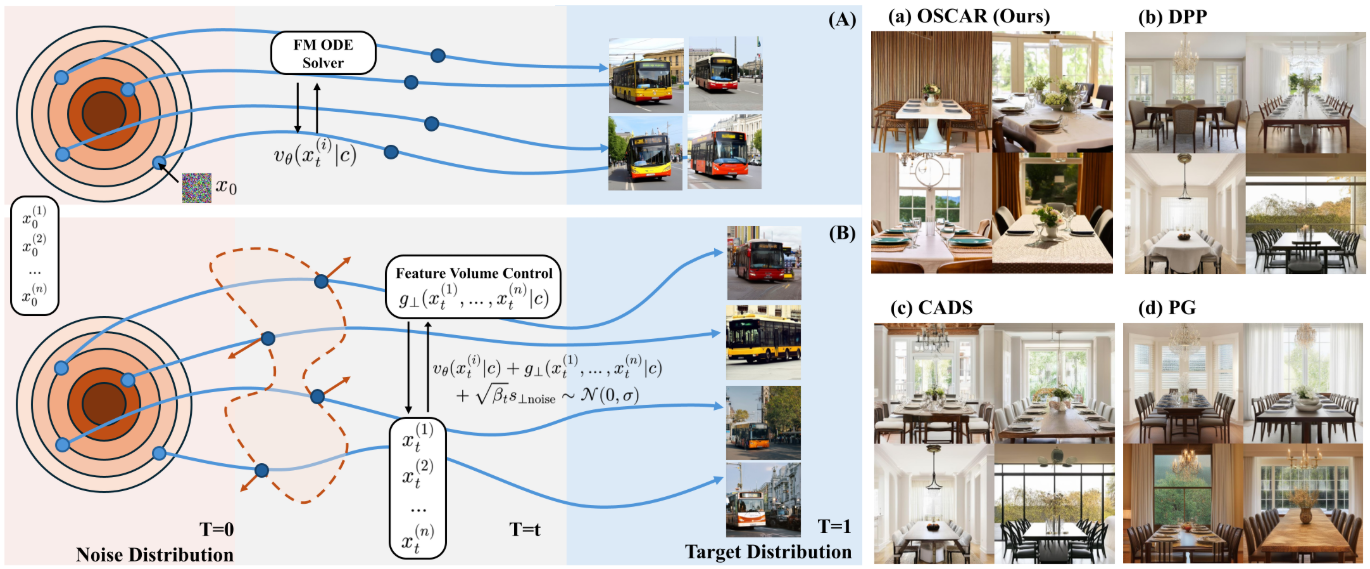 (A)
FM ODE
Solver
$v_\theta(x_t^{(i)}|c)$
$x_0$
$x_0^{(1)}$
$x_0^{(2)}$
...
$x_0^{(n)}$
(B)
Feature Volume Control
$g_\perp(x_t^{(1)}, \ldots, x_t^{(n)}|c)$
$v_\theta(x_t^{(i)}|c) + g_\perp(x_t^{(1)}, \ldots, x_t^{(n)}|c)$
$+ \sqrt{\beta_t} s_{\perp \text{noise}} \sim \mathcal{N}(0, \sigma)$
$x_t^{(1)}$
$x_t^{(2)}$
...
$x_t^{(n)}$
T=0
T=t
T=1
Noise Distribution
Target Distribution
(a) OSCAR (Ours)
(b) DPP
(c) CADS
(d) PG